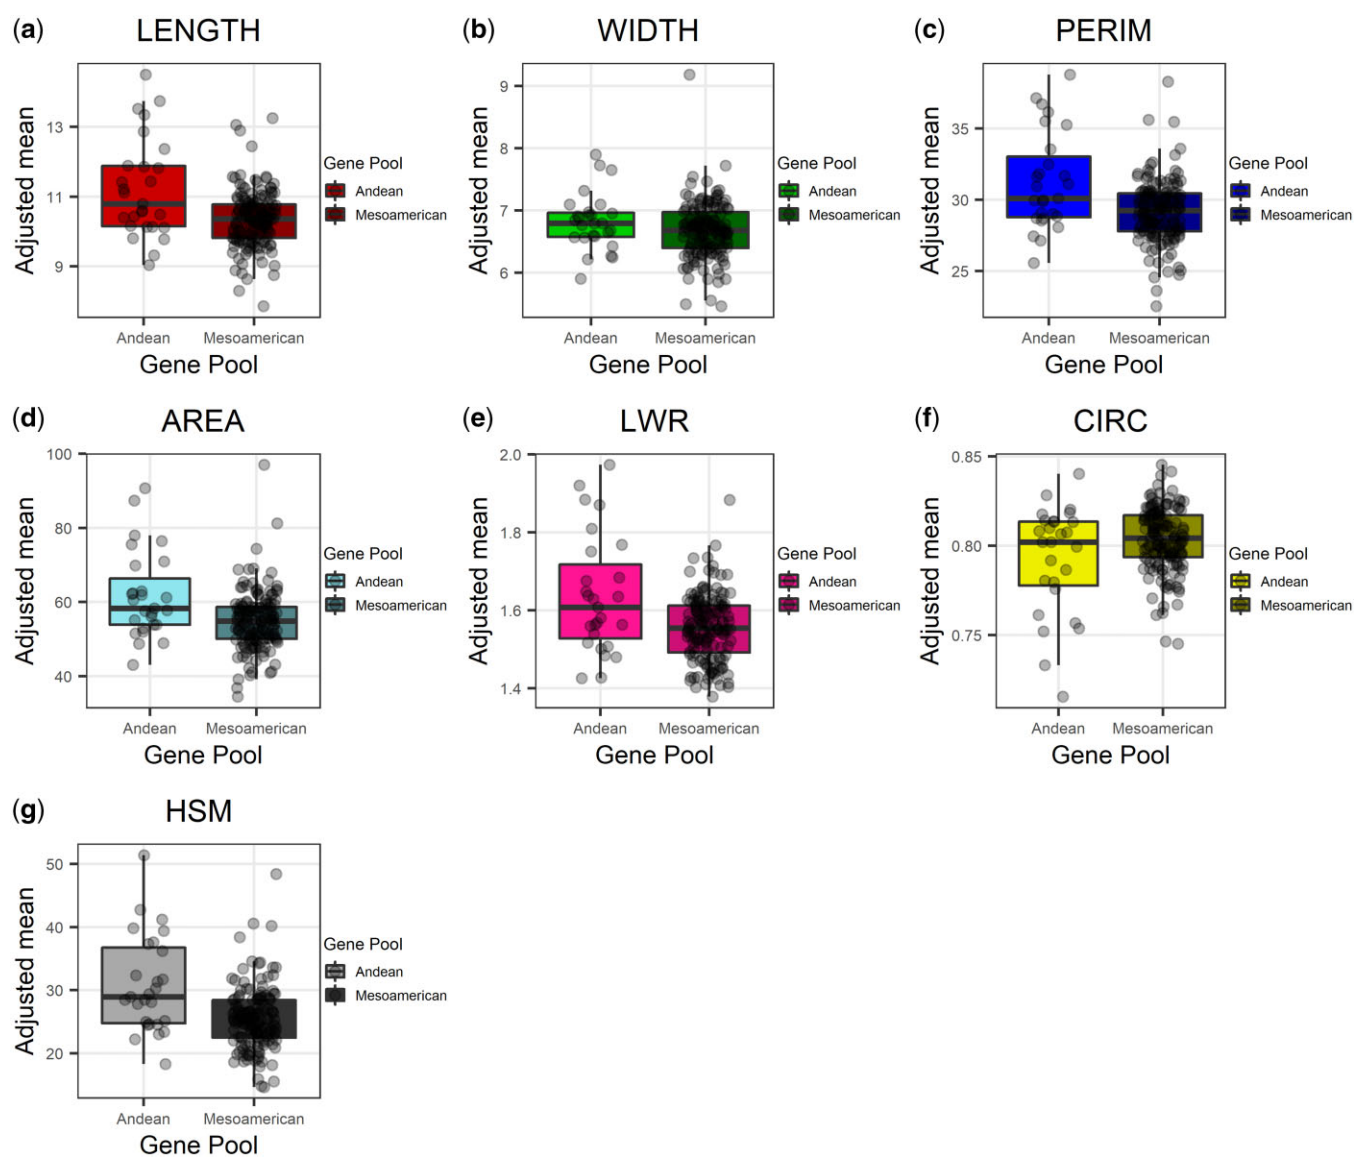 (a) LENGTH
Adjusted mean
13
11
9
Andean Mesoamerican
Gene Pool
Gene Pool
Andean
Mesoamerican
(b) WIDTH
Adjusted mean
9
8
7
6
Andean Mesoamerican
Gene Pool
Gene Pool
Andean
Mesoamerican
(c) PERIM
Adjusted mean
35
30
25
Andean Mesoamerican
Gene Pool
Gene Pool
Andean
Mesoamerican
(d) AREA
Adjusted mean
100
80
60
40
Andean Mesoamerican
Gene Pool
Gene Pool
Andean
Mesoamerican
(e) LWR
Adjusted mean
2.0
1.8
1.6
1.4
Andean Mesoamerican
Gene Pool
Gene Pool
Andean
Mesoamerican
(f) CIRC
Adjusted mean
0.85
0.80
0.75
Andean Mesoamerican
Gene Pool
Gene Pool
Andean
Mesoamerican
(g) HSM
Adjusted mean
50
40
30
20
Andean Mesoamerican
Gene Pool
Gene Pool
Andean
Mesoamerican